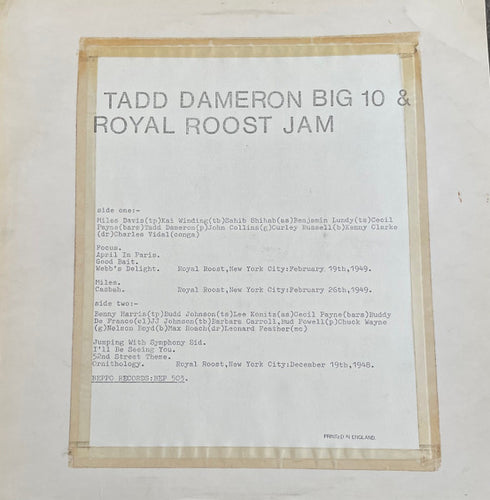 TADD DAMERON BIG 10 &
ROYAL ROOST JAM
side one:-
Miles Davis(tp)Kai Winding(tb)Sahib Shihab(as)Benjamin Lundy(ts)Cecil
Payne(bars)Tadd Dameron(p)John Collins(g)Curley Russell(b)Kenny Clarke
(dr)Charles Vidal(conga)
Focus.
April In Paris.
Good Bait.
Webb's Delight. Royal Roost,New York City:February 19th,1949.
Miles.
Casbah. Royal Roost,New York City:February 26th,1949.
side two:-
Benny Harris(tp)Budd Johnson(ts)Lee Konitz(as)Cecil Payne(bars)Buddy
De Franco(cl)JJ Johnson(tb)Barbara Carroll,Bud Powell(p)Chuck Wayne
(g)Nelson Boyd(b)Max Roach(dr)Leonard Feather(mc)
Jumping With Symphony Sid.
I'll Be Seeing You.
52nd Street Theme.
Ornithology. Royal Roost,New York City:December 19th,1948.
BEPPO RECORDS:BEP 503.
PRINTED IN ENGLAND